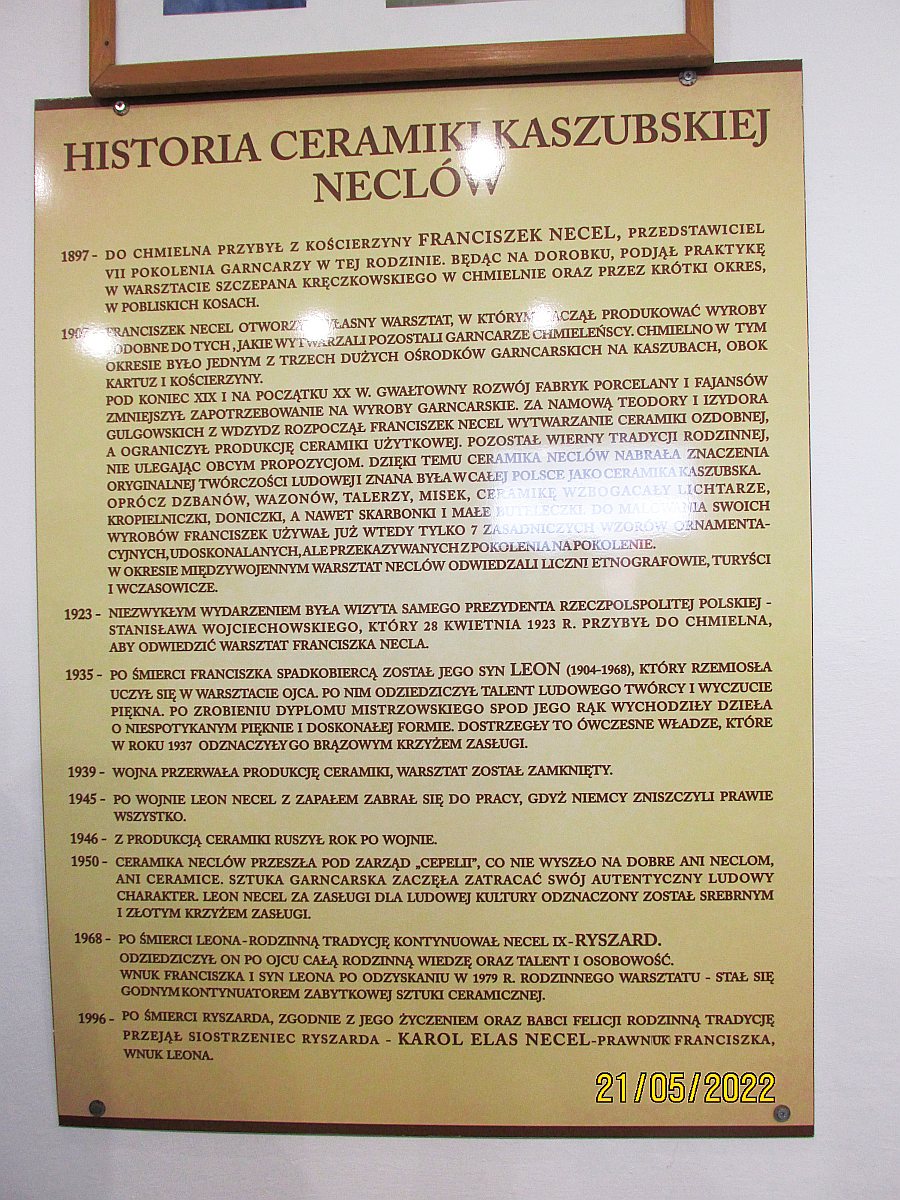 HISTORIA CERAMIKI KASZUBSKIEJ
NECLÓW
1897 - DO CHMIELNA PRZYBYŁ Z KOŚCIERZYNY FRANCISZEK NECEL, PRZEDSTAWICIEL
VII POKOLENIA GARNCARZY W TEJ RODZINIE. BĘDĄC NA DOROBKU, PODJĄŁ PRAKTYKĘ
W WARSZTACIE SZCZEPANA KRĘCZKOWSKIEGO W CHMIELNIE ORAZ PRZEZ KRÓTKI OKRES,
W POBLISKICH KOSACH.
FRANCISZEK NECEL OTWORZYŁ WŁASNY WARSZTAT, W KTÓRYM ZACZĄŁ PRODUKOWAĆ WYROBY
PODOBNE DO TYCH, JAKIE WYTWARZALI POZOSTALI GARNCARZE CHMIELEŃSCY. CHMIELNO W TYM
OKRESIE BYŁO JEDNYM Z TRZECH DUŻYCH OŚRODKÓW GARNCARSKICH NA KASZUBACH, OBOK
KARTUZ I KOŚCIERZYNY.
POD KONIEC XIX I NA POCZĄTKU XX W. GWAŁTOWNY ROZWÓJ FABRYK PORCELANY I FAJANSÓW
ZMNIEJSZYŁ ZAPOTRZEBOWANIE NA WYROBY GARNCARSKIE. ZA NAMOWĄ TEODORY I IZYDORA
GULGOWSKICH Z WDZYDZ ROZPOCZĄŁ FRANCISZEK NECEL WYTWARZANIE CERAMIKI OZDOBNEJ,
A OGRANICZYŁ PRODUKCJĘ CERAMIKI UŻYTKOWEJ. POZOSTAŁ WIERNY TRADYCJI RODZINNEJ,
NIE ULEGAJĄC OBCYM PROPOZYCJOM. DZIĘKI TEMU CERAMIKA NECLÓW NABRAŁA ZNACZENIA
ORYGINALNEJ TWÓRCZOŚCI LUDOWEJ I ZNANA BYŁA W CAŁEJ POLSCE JAKO CERAMIKA KASZUBSKA.
OPRÓCZ DZBANÓW, WAZONÓW, TALERZY, MISEK, CERAMIKĘ WZBOGACAŁY LICHTARZE,
KROPIELNICZKI, DONICZKI, A NAWET SKARBONKI I MAŁE BUTELECZKI. DO MALOWANIA SWOICH
WYROBÓW FRANCISZEK UŻYWAŁ JUŻ WTEDY TYLKO 7 ZASADNICZYCH WZORÓW ORNAMENTA-
CYJNYCH, UDOSKONALANYCH, ALE PRZEKAZYWANYCH Z POKOLENIA NA POKOLENIE.
W OKRESIE MIĘDZYWOJENNYM WARSZTAT NECLÓW ODWIEDZALI LICZNI ETNOGRAFOWIE, TURYŚCI
I WCZASOWICZE.
1923 - NIEZWYKŁYM WYDARZENIEM BYŁA WIZYTA SAMEGO PREZYDENTA RZECZPOLSPOLITEJ POLSKIEJ -
STANISŁAWA WOJCIECHOWSKIEGO, KTÓRY 28 KWIETNIA 1923 R. PRZYBYŁ DO CHMIELNA,
ABY ODWIEDZIĆ WARSZTAT FRANCISZKA NECLA.
1935 - PO ŚMIERCI FRANCISZKA SPADKOBIERCĄ ZOSTAŁ JEGO SYN LEON (1904-1968), KTÓRY RZEMIOSŁA
UCZYŁ SIĘ W WARSZTACIE OJCA. PO NIM ODZIEDZICZYŁ TALENT LUDOWEGO TWÓRCY I WYCZUCIE
PIĘKNA. PO ZROBIENIU DYPLOMU MISTRZOWSKIEGO SPOD JEGO RĄK WYCHODZIŁY DZIEŁA
O NIESPOTYKANYM PIĘKNIE I DOSKONAŁEJ FORMIE. DOSTRZEGŁY TO ÓWCZESNE WŁADZE, KTÓRE
W ROKU 1937 ODZNACZYŁY GO BRĄZOWYM KRZYŻEM ZASŁUGI.
1939 - WOJNA PRZERWAŁA PRODUKCJĘ CERAMIKI, WARSZTAT ZOSTAŁ ZAMKNIĘTY.
1945 - PO WOJNIE LEON NECEL Z ZAPAŁEM ZABRAŁ SIĘ DO PRACY, GDYŻ NIEMCY ZNISZCZYLI PRAWIE
WSZYSTKO.
1946 - Z PRODUKCJĄ CERAMIKI RUSZYŁ ROK PO WOJNIE.
1950 - CERAMIKA NECLÓW PRZESZŁA POD ZARZĄD „CEPELII”, CO NIE WYSZŁO NA DOBRE ANI NECLOM,
ANI CERAMICE. SZTUKA GARNCARSKA ZACZĘŁA ZATRACAĆ SWÓJ AUTENTYCZNY LUDOWY
CHARAKTER. LEON NECEL ZA ZASŁUGI DLA LUDOWEJ KULTURY ODZNACZONY ZOSTAŁ SREBRNYM
I ZŁOTYM KRZYŻEM ZASŁUGI.
1968 - PO ŚMIERCI LEONA - RODZINNĄ TRADYCJĘ KONTYNUOWAŁ NECEL IX - RYSZARD.
ODZIEDZICZYŁ ON PO OJCU CAŁĄ RODZINNĄ WIEDZĘ ORAZ TALENT I OSOBOWOŚĆ.
WNUK FRANCISZKA I SYN LEONA PO ODZYSKANIU W 1979 R. RODZINNEGO WARSZTATU - STAŁ SIĘ
GODNYM KONTYNUATOREM ZABYTKOWEJ SZTUKI CERAMICZNEJ.
1996 - PO ŚMIERCI RYSZARDA, ZGODNIE Z JEGO ŻYCZENIEM ORAZ BABCI FELICJI RODZINNĄ TRADYCJĘ
PRZEJĄŁ SIOSTRZENIEC RYSZARDA - KAROL ELAS NECEL - PRAWNUK FRANCISZKA,
WNUK LEONA.
21/05/2022